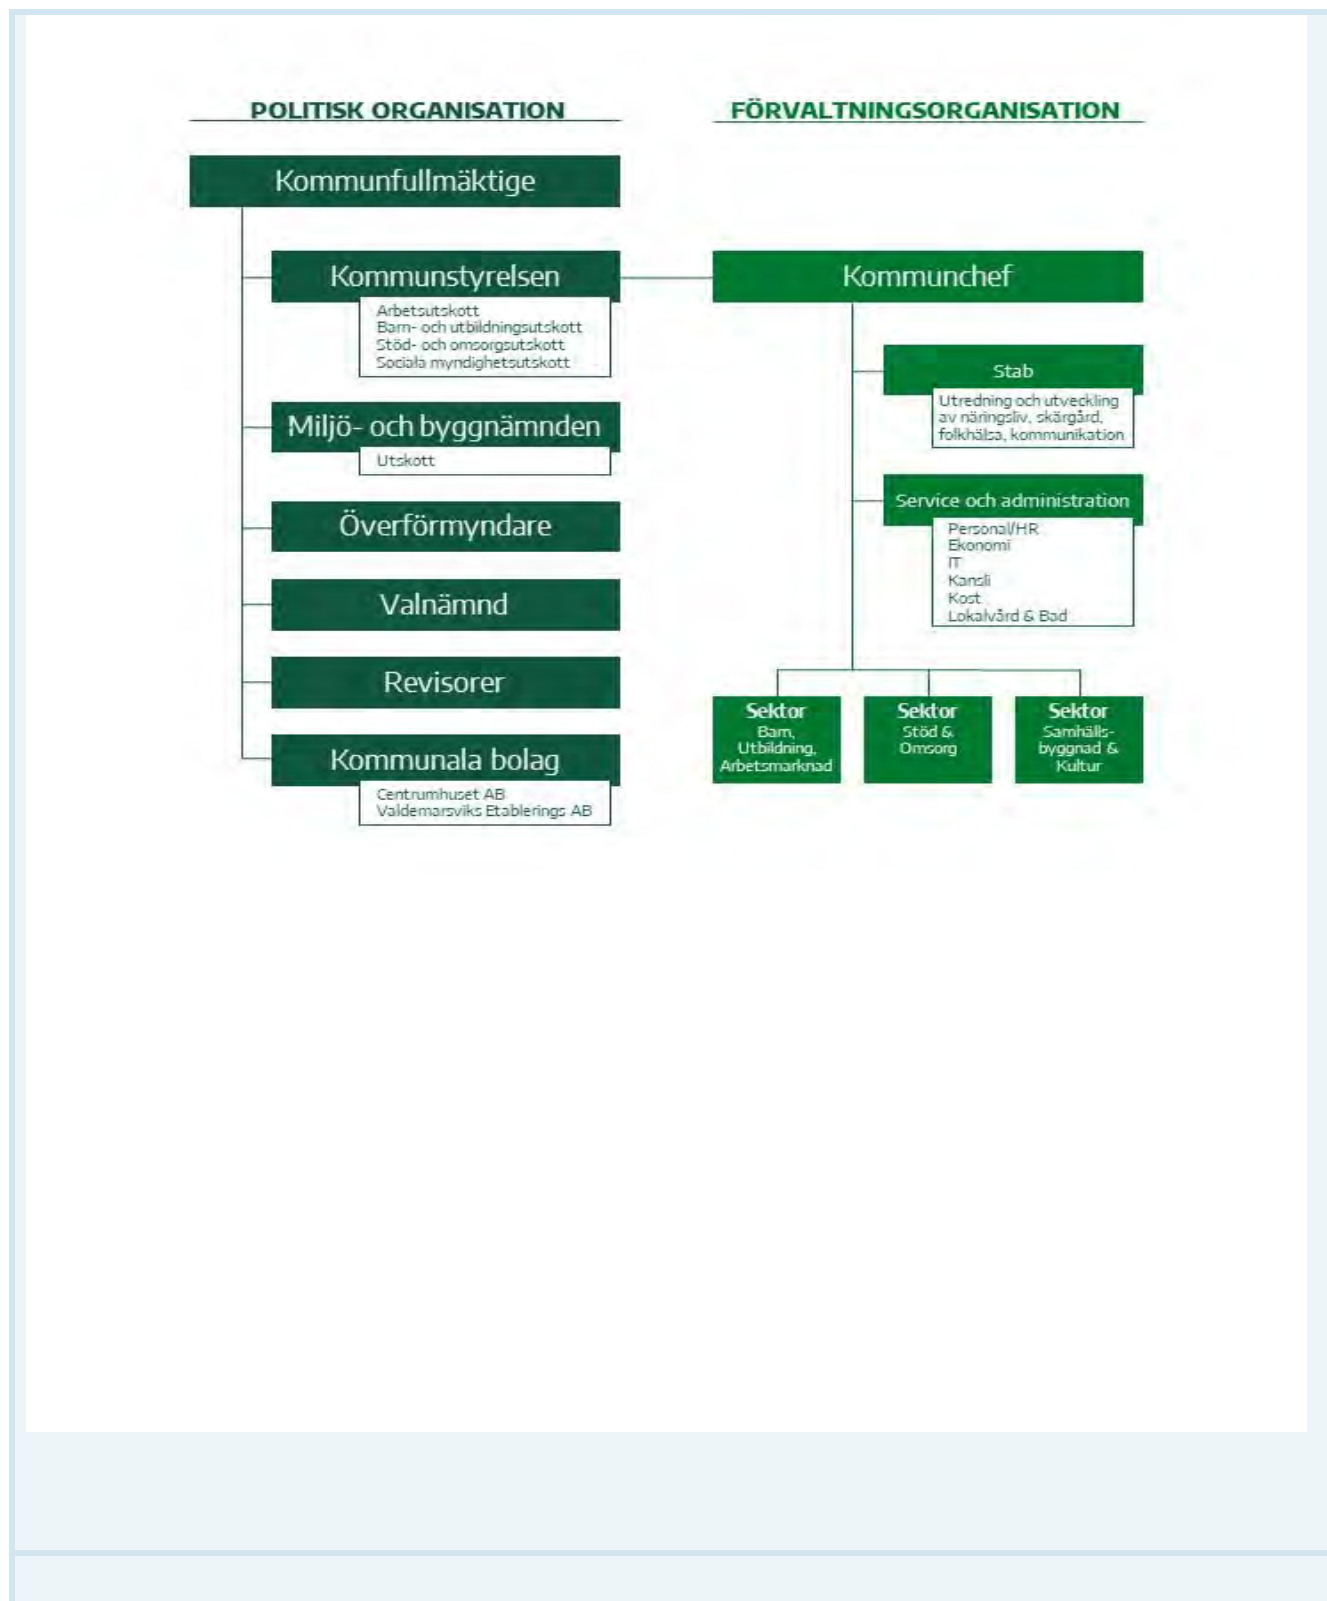 POLITISK ORGANISATION
Kommunfullmäktige
Kommunstyrelsen
Arbetsutskott
Barn- och utbildningsutskott
Stöd- och omsorgsutskott
Sociala myndighetsutskott
Miljö- och byggnämnden
Utskott
Överförmyndare
Valnämnd
Revisorer
Kommunala bolag
Centrumhuset AB
Valdemarsviks Etablerings AB
FÖRVALTNINGSORGANISATION
Kommunchef
Stab
Utredning och utveckling
av näringsliv, skärgård,
folkhälsa, kommunikation
Service och administration
Personal/HR
Ekonomi
IT
Kansli
Kost
Lokalvård & Bad
Sektor
Barn,
Utbildning,
Arbetsmarknad
Sektor
Stöd &
Omsorg
Sektor
Samhälls-
byggnad &
Kultur